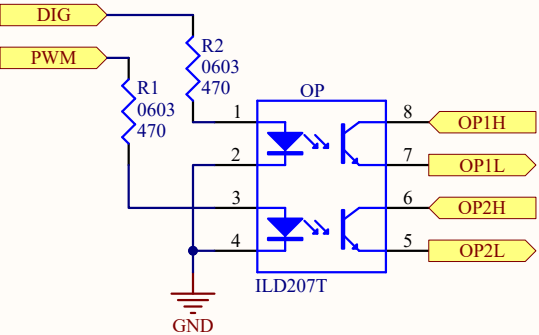 DIG
PWM
R2
0603
470
R1
0603
470
OP
1
8
OP1H
2
7
OP1L
3
6
OP2H
4
5
OP2L
ILD207T
GND